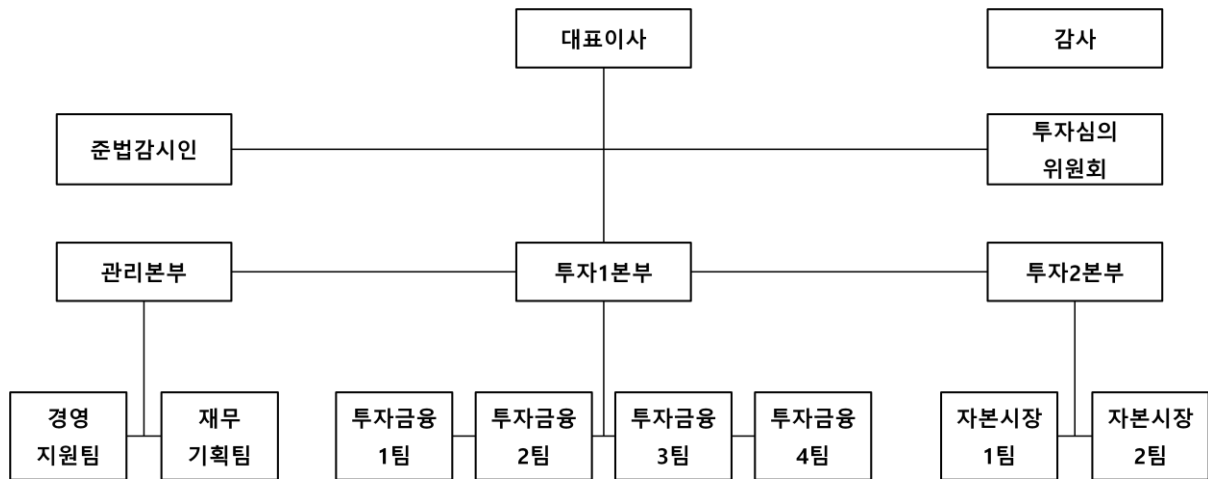 대표이사
감사
준법감시인
투자심의
위원회
관리본부
투자1본부
투자2본부
경영
지원팀
재무
기획팀
투자금융
1팀
투자금융
2팀
투자금융
3팀
투자금융
4팀
자본시장
1팀
자본시장
2팀